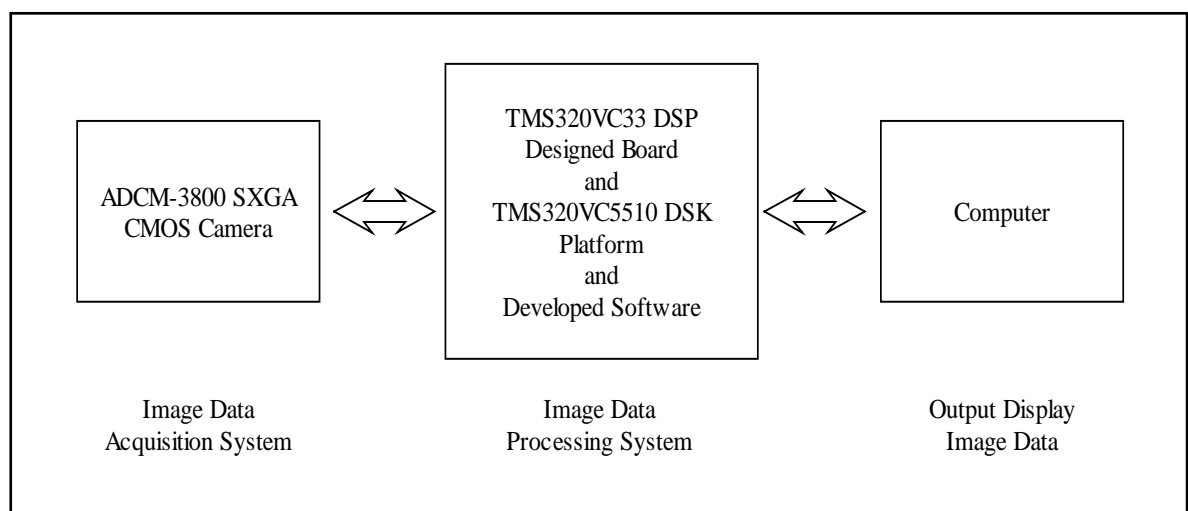 ADCM-3800 SXGA
CMOS Camera
TMS320VC33 DSP
Designed Board
and
TMS320VC5510 DSK
Platform
and
Developed Software
Computer
Image Data
Acquisition System
Image Data
Processing System
Output Display
Image Data